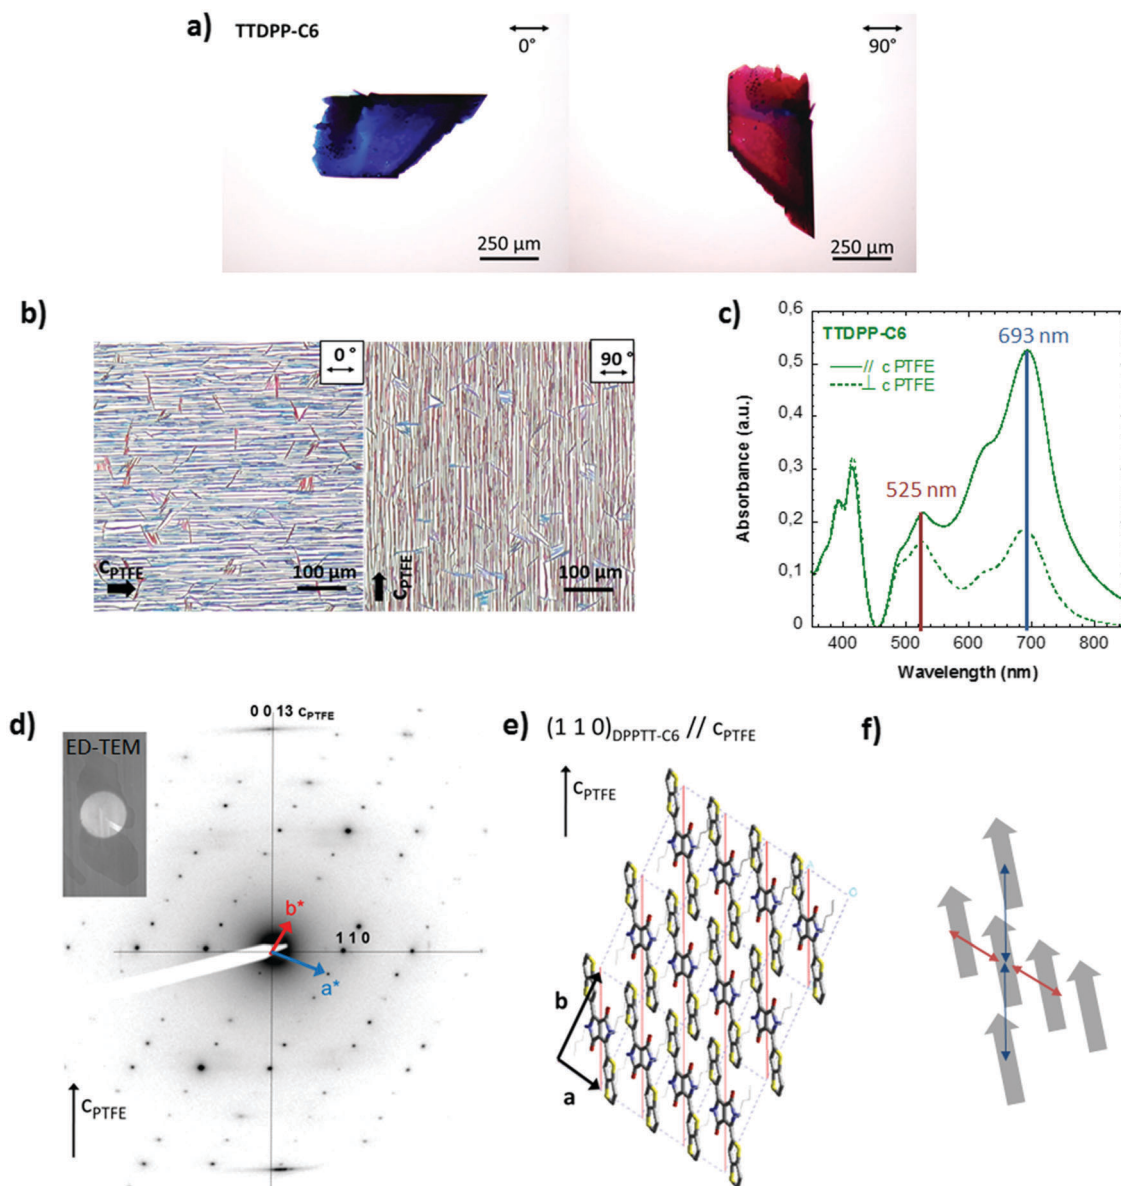 a)
TTDPP-C6
0°
90°
250 µm
250 µm
b)
0°
90°
cPTFE
100 µm
cPTFE
100 µm
c)
TTDPP-C6
// c PTFE
⊥ c PTFE
693 nm
525 nm
Absorbance (a.u.)
0,6
0,5
0,4
0,3
0,2
0,1
0
400 500 600 700 800
Wavelength (nm)
d)
ED-TEM
0 0 13 cPTFE
b*
1 1 0
a*
cPTFE
e)
(1 1 0)DPPTT-C6 // cPTFE
cPTFE
b
a
f)